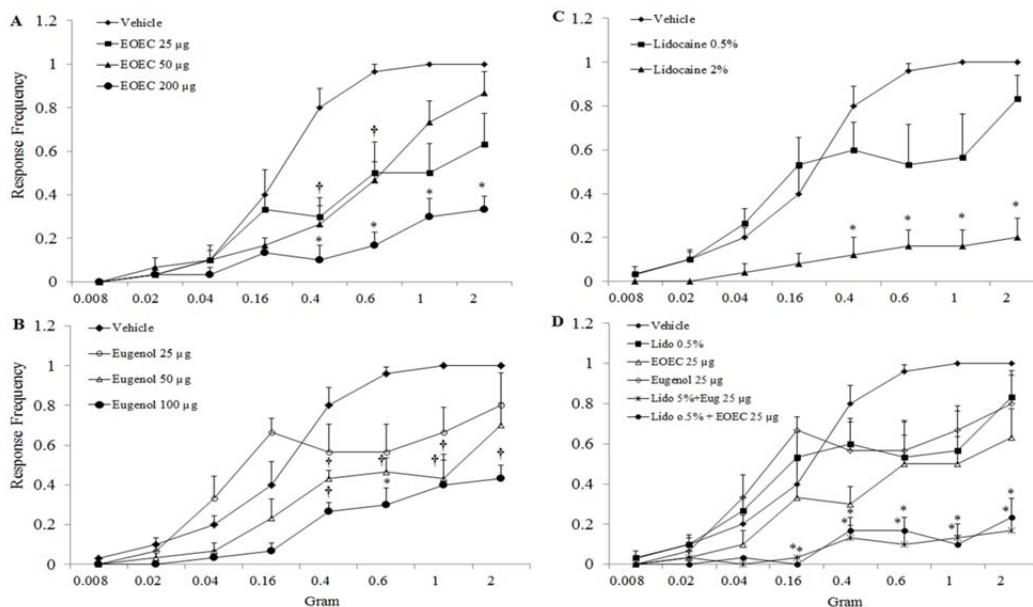 A
Vehicle
EOEC 25 µg
EOEC 50 µg
EOEC 200 µg
Response Frequency
1.2
1
0.8
0.6
0.4
0.2
0
†
†
*
*
*
*
0.008 0.02 0.04 0.16 0.4 0.6 1 2
B
Vehicle
Eugenol 25 µg
Eugenol 50 µg
Eugenol 100 µg
Response Frequency
1.2
1
0.8
0.6
0.4
0.2
0
†
†
†
†
†
*
0.008 0.02 0.04 0.16 0.4 0.6 1 2
Gram
C
Vehicle
Lidocaine 0.5%
Lidocaine 2%
1.2
1
0.8
0.6
0.4
0.2
0
*
*
*
*
0.008 0.02 0.04 0.16 0.4 0.6 1 2
D
Vehicle
Lido 0.5%
EOEC 25 µg
Eugenol 25 µg
Lido 5%+Eug 25 µg
Lido o.5% + EOEC 25 µg
1.2
1
0.8
0.6
0.4
0.2
0
**
*
*
*
*
*
*
*
*
0.008 0.02 0.04 0.16 0.4 0.6 1 2
Gram